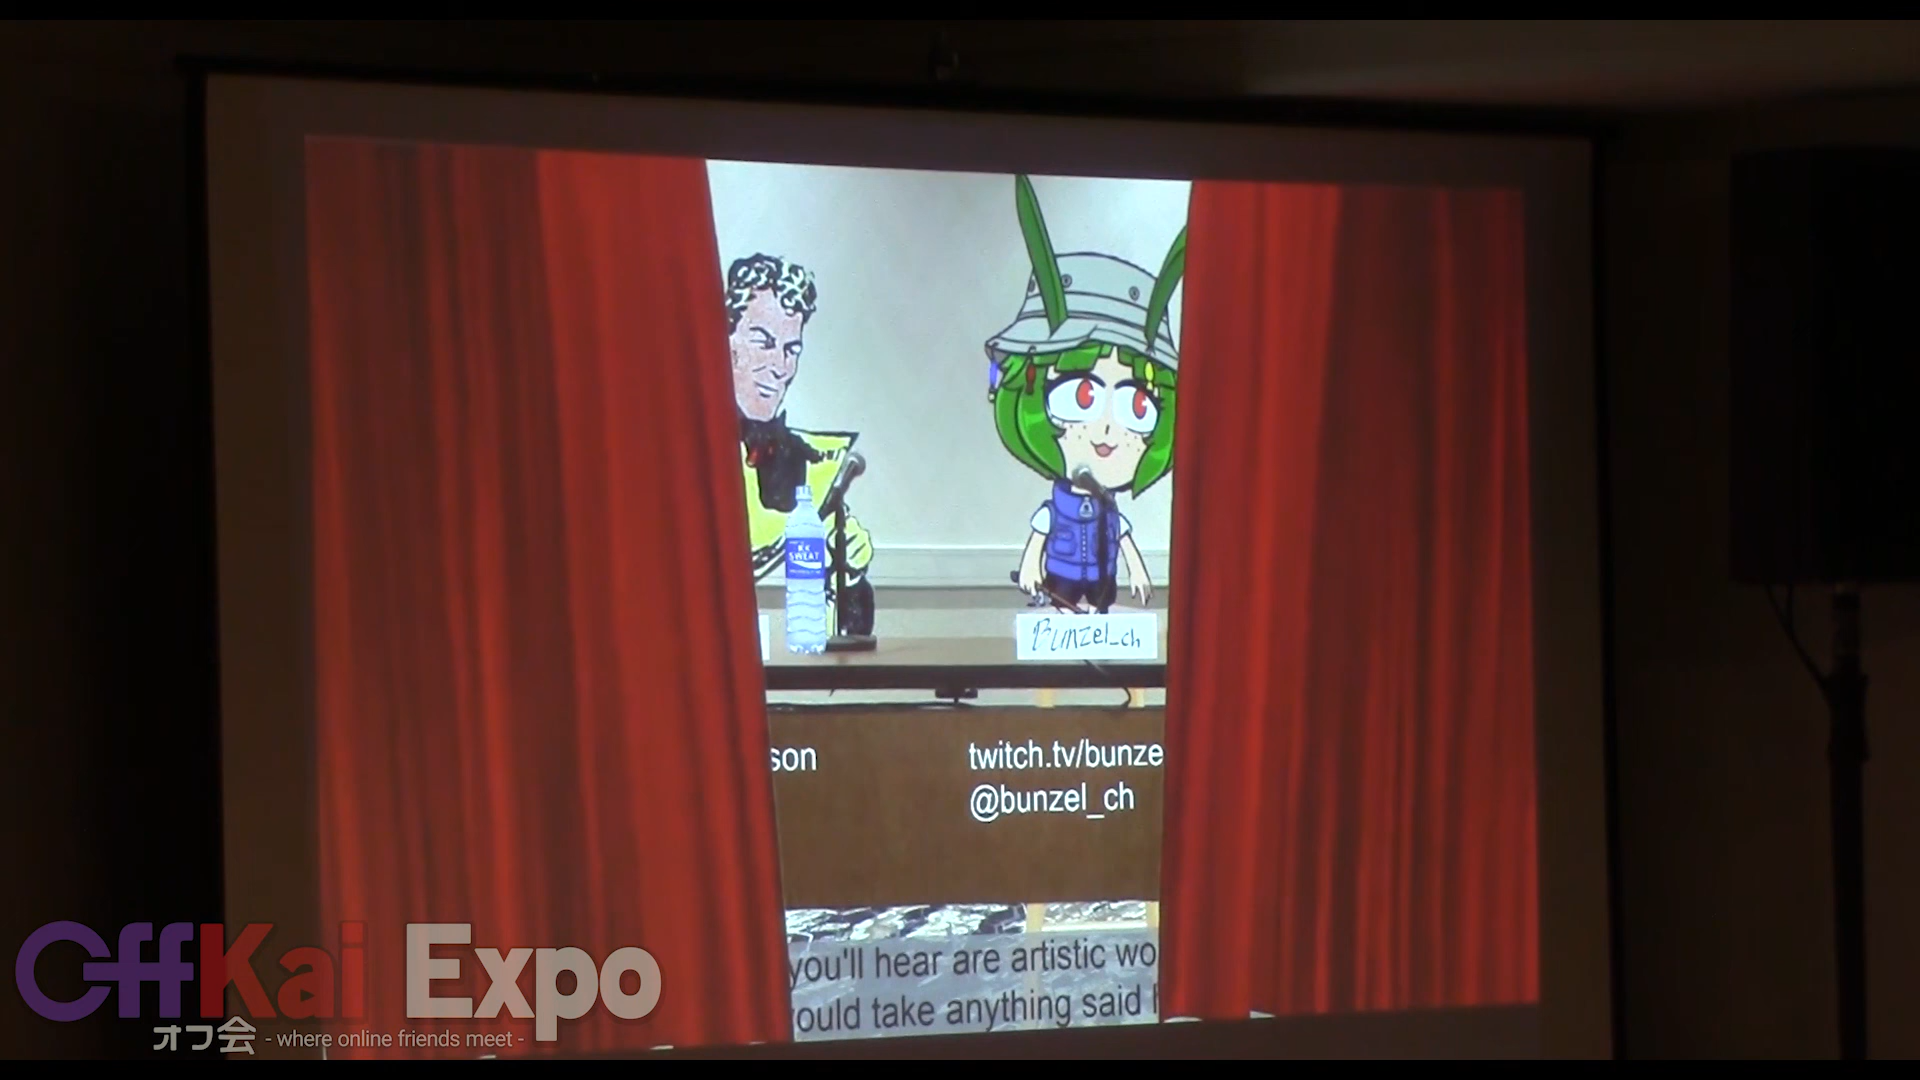 SWEAT
Bunzel_ch
son
twitch.tv/bunze
@bunzel_ch
you'll hear are artistic wo
ould take anything said
OffKai Expo
オフ会 - where online friends meet -